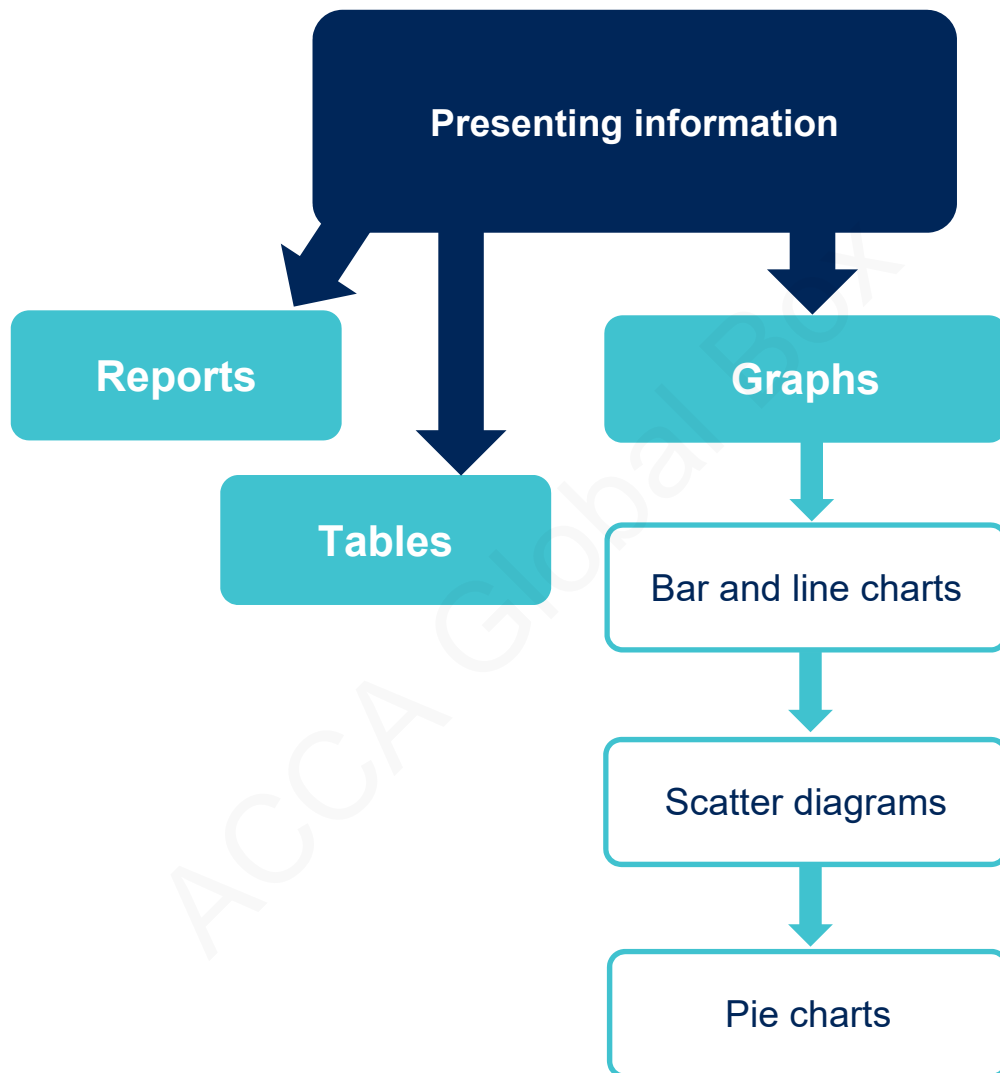 Presenting information
Reports
Graphs
Tables
Bar and line charts
Scatter diagrams
Pie charts
ACCA Global Box